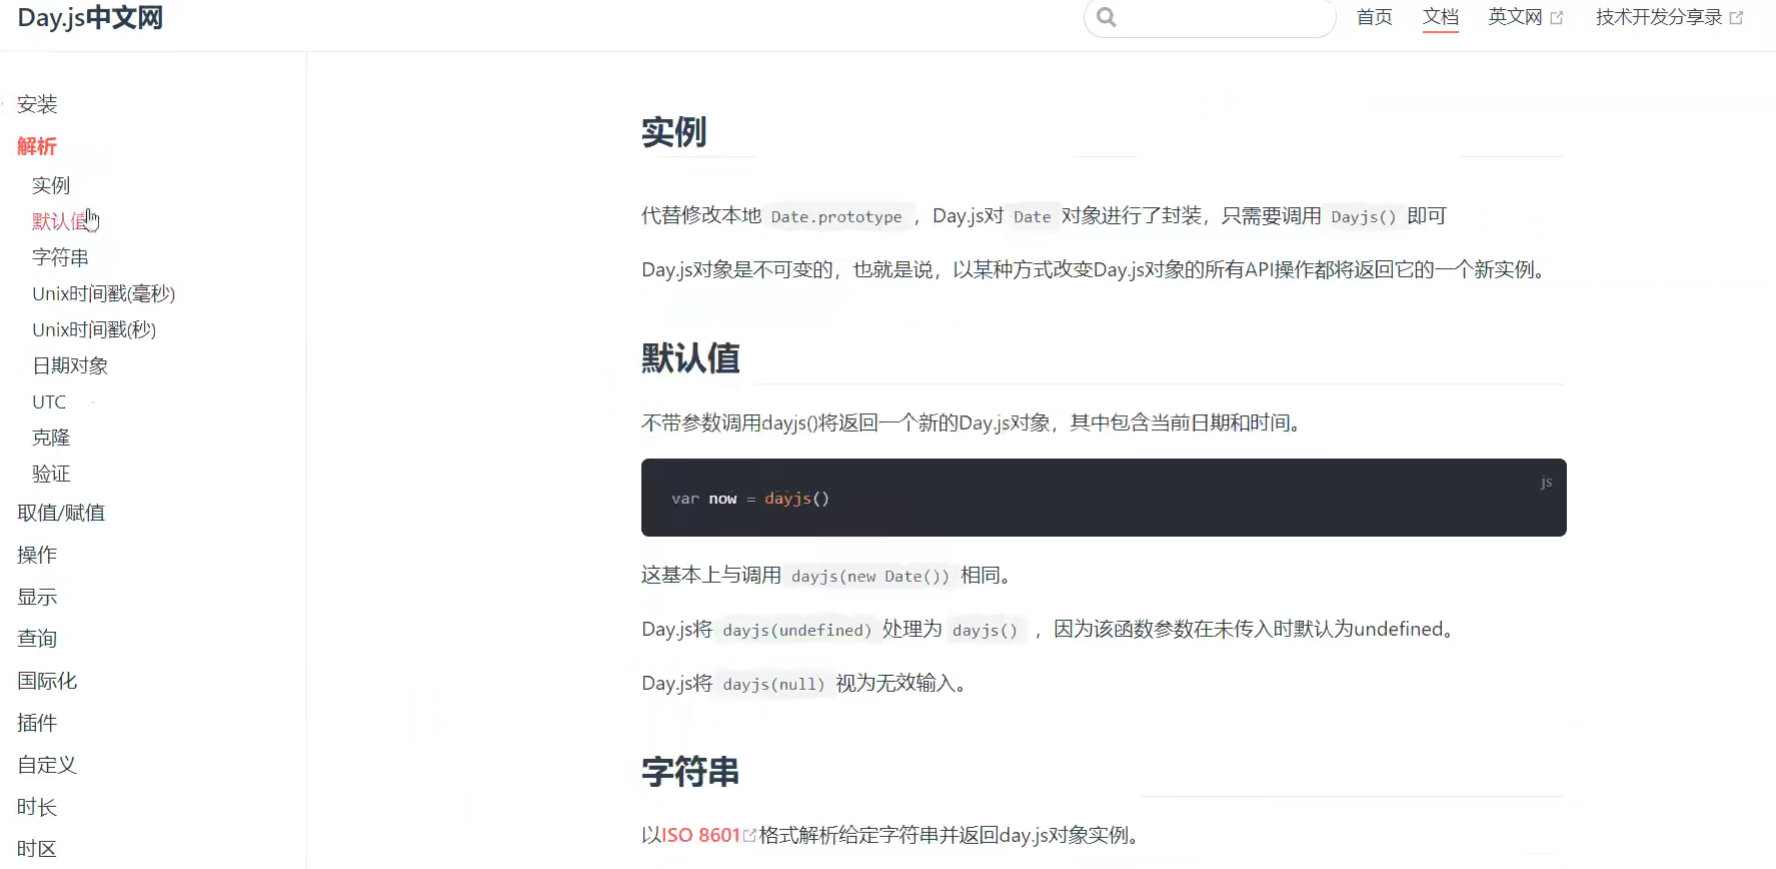 Day.js中文网
首页 文档 英文网 技术开发分享录
安装
解析
实例
默认值
字符串
Unix时间戳(毫秒)
Unix时间戳(秒)
日期对象
UTC
克隆
验证
取值/赋值
操作
显示
查询
国际化
插件
自定义
时长
时区
实例
代替修改本地 Date.prototype ，Day.js对 Date 对象进行了封装，只需要调用 Dayjs() 即可
Day.js对象是不可变的，也就是说，以某种方式改变Day.js对象的所有API操作都将返回它的一个新实例。
默认值
不带参数调用dayjs()将返回一个新的Day.js对象，其中包含当前日期和时间。
js
var now = dayjs()
这基本上与调用 dayjs(new Date()) 相同。
Day.js将 dayjs(undefined) 处理为 dayjs() ，因为该函数参数在未传入时默认为undefined。
Day.js将 dayjs(null) 视为无效输入。
字符串
以ISO 8601格式解析给定字符串并返回day.js对象实例。